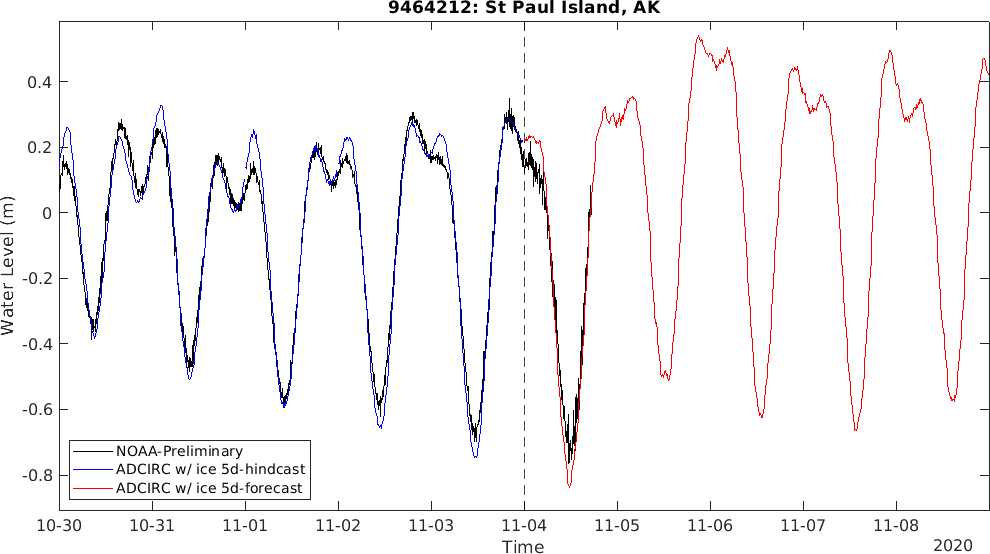 9464212: St Paul Island, AK
Water Level (m)
0.4
0.2
0
-0.2
-0.4
-0.6
-0.8
NOAA-Preliminary
ADCIRC w/ ice 5d-hindcast
ADCIRC w/ ice 5d-forecast
10-30 10-31 11-01 11-02 11-03 11-04 11-05 11-06 11-07 11-08
Time
2020